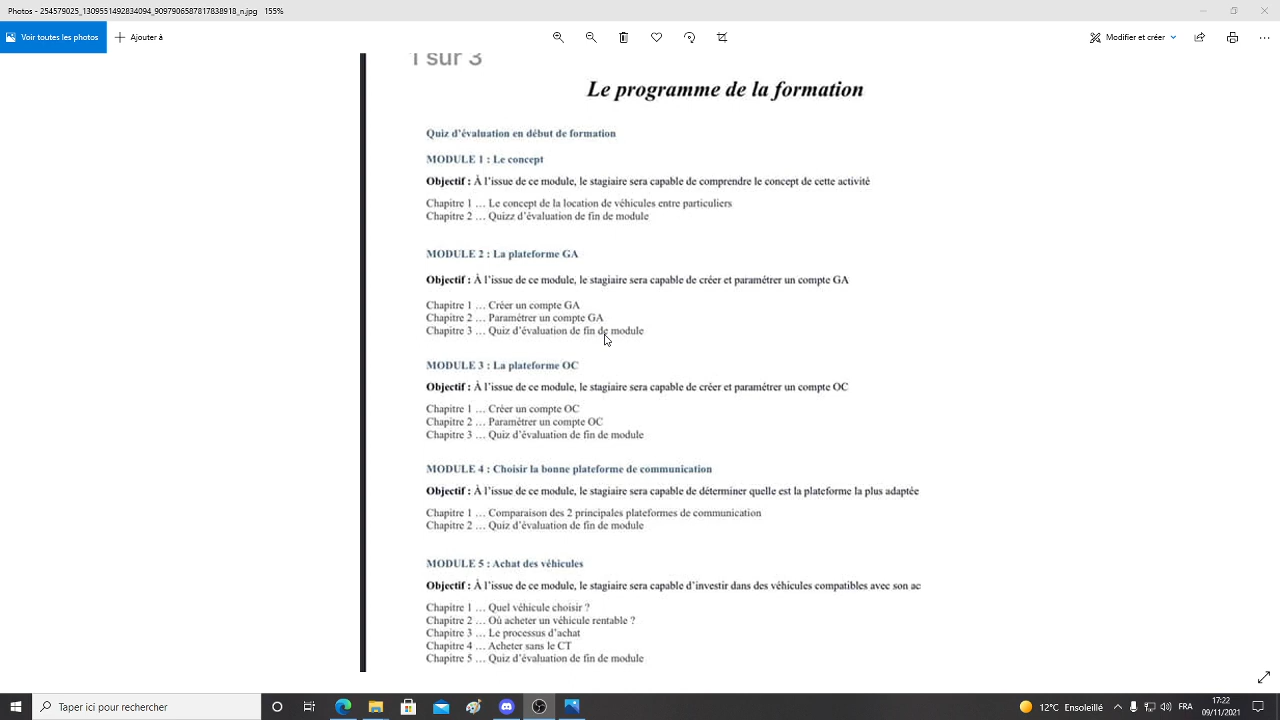 Photos - 254579025_1309551492834094_9097906587817838918_n.jpg - 155%
Voir toutes les photos
Ajouter à
Modifier et créer
1 sur 3
Le programme de la formation
Quiz d'évaluation en début de formation
MODULE 1 : Le concept
Objectif : À l'issue de ce module, le stagiaire sera capable de comprendre le concept de cette activité
Chapitre 1 … Le concept de la location de véhicules entre particuliers
Chapitre 2 … Quizz d'évaluation de fin de module
MODULE 2 : La plateforme GA
Objectif : À l'issue de ce module, le stagiaire sera capable de créer et paramétrer un compte GA
Chapitre 1 … Créer un compte GA
Chapitre 2 … Paramétrer un compte GA
Chapitre 3 … Quiz d'évaluation de fin de module
MODULE 3 : La plateforme OC
Objectif : À l'issue de ce module, le stagiaire sera capable de créer et paramétrer un compte OC
Chapitre 1 … Créer un compte OC
Chapitre 2 … Paramétrer un compte OC
Chapitre 3 … Quiz d'évaluation de fin de module
MODULE 4 : Choisir la bonne plateforme de communication
Objectif : À l'issue de ce module, le stagiaire sera capable de déterminer quelle est la plateforme la plus adaptée
Chapitre 1 … Comparaison des 2 principales plateformes de communication
Chapitre 2 … Quiz d'évaluation de fin de module
MODULE 5 : Achat des véhicules
Objectif : À l'issue de ce module, le stagiaire sera capable d'investir dans des véhicules compatibles avec son ac
Chapitre 1 … Quel véhicule choisir ?
Chapitre 2 … Où acheter un véhicule rentable ?
Chapitre 3 … Le processus d'achat
Chapitre 4 … Acheter sans le CT
Chapitre 5 … Quiz d'évaluation de fin de module
Taper ici pour rechercher
12°C Ensoleillé
FRA
17:22
09/11/2021